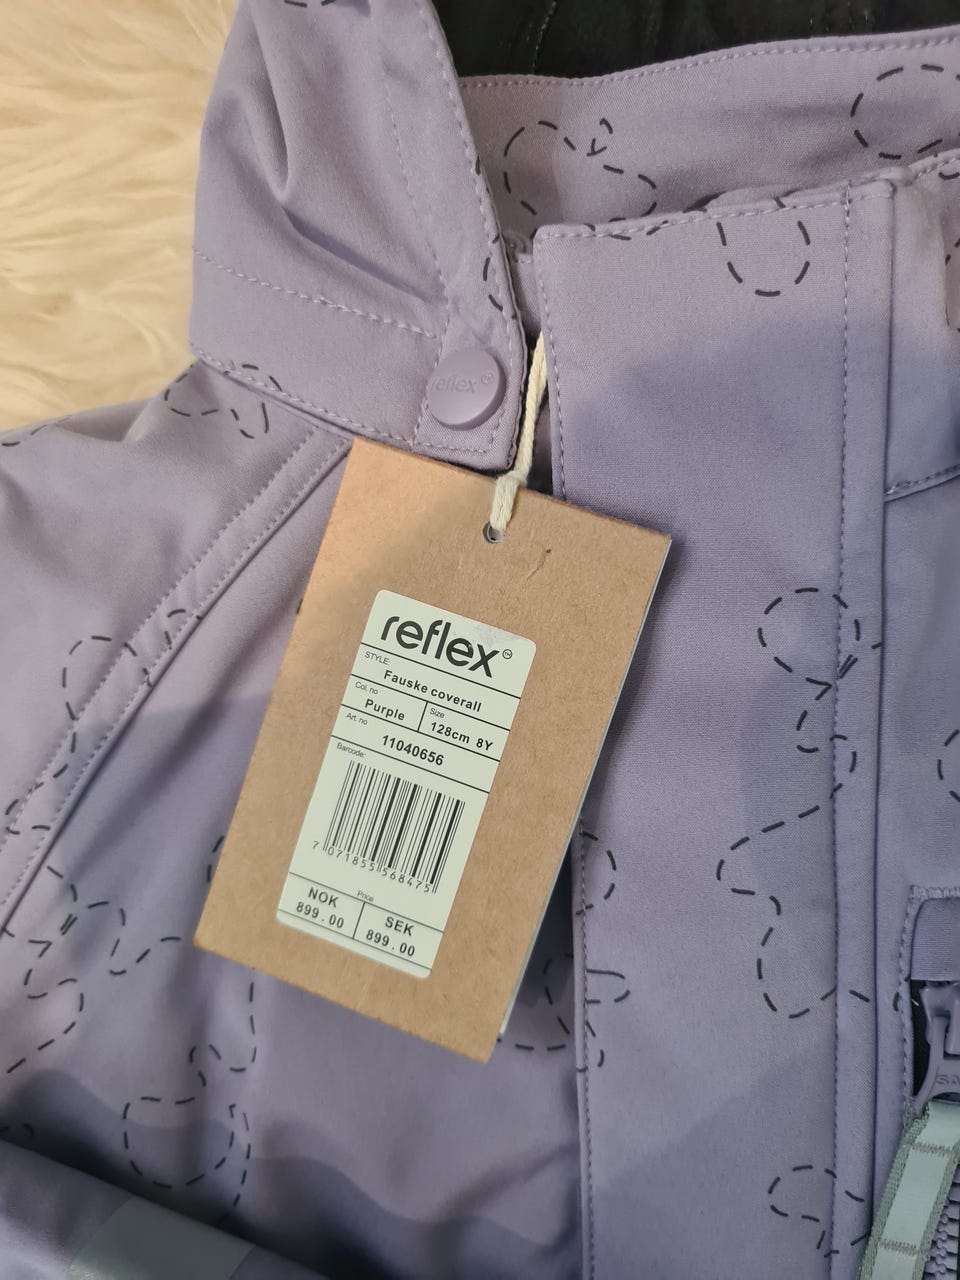 reflex
reflex™
STYLE:
Fauske coverall
Col. no
Purple
Size
128cm 8Y
Art. no
11040656
Barcode:
7 071855 568475
Price
NOK
899.00
SEK
899.00